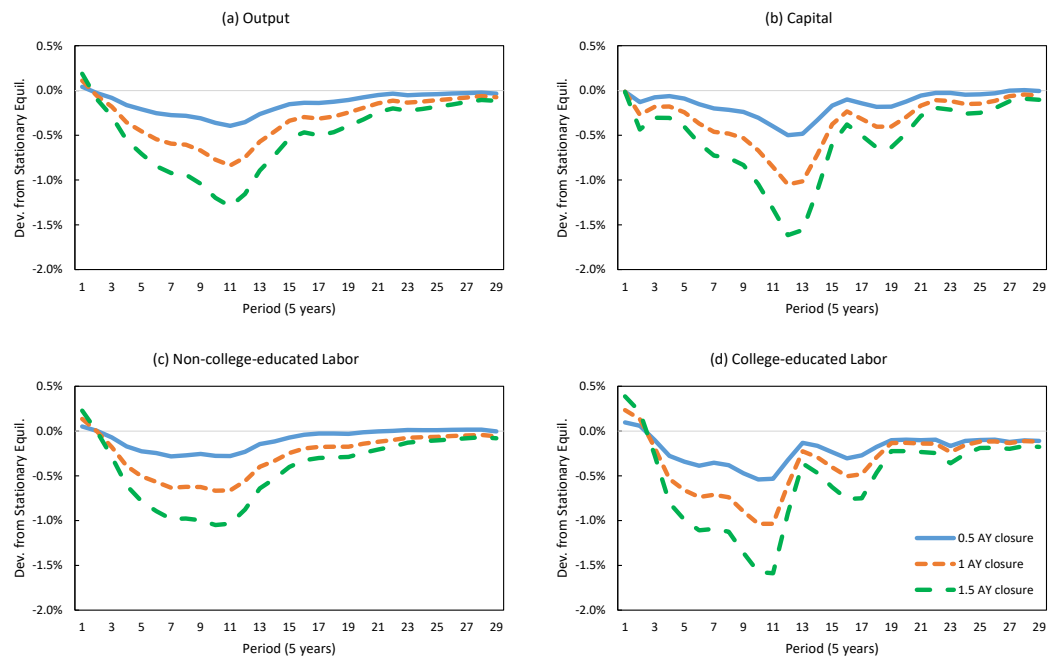 (a) Output
0.5%
0.0%
-0.5%
-1.0%
-1.5%
-2.0%
Dev. from Stationary Equil.
1 3 5 7 9 11 13 15 17 19 21 23 25 27 29
Period (5 years)
(b) Capital
0.5%
0.0%
-0.5%
-1.0%
-1.5%
-2.0%
Dev. from Stationary Equil.
1 3 5 7 9 11 13 15 17 19 21 23 25 27 29
Period (5 years)
(c) Non-college-educated Labor
0.5%
0.0%
-0.5%
-1.0%
-1.5%
-2.0%
Dev. from Stationary Equil.
1 3 5 7 9 11 13 15 17 19 21 23 25 27 29
Period (5 years)
(d) College-educated Labor
0.5%
0.0%
-0.5%
-1.0%
-1.5%
-2.0%
Dev. from Stationary Equil.
0.5 AY closure
1 AY closure
1.5 AY closure
1 3 5 7 9 11 13 15 17 19 21 23 25 27 29
Period (5 years)